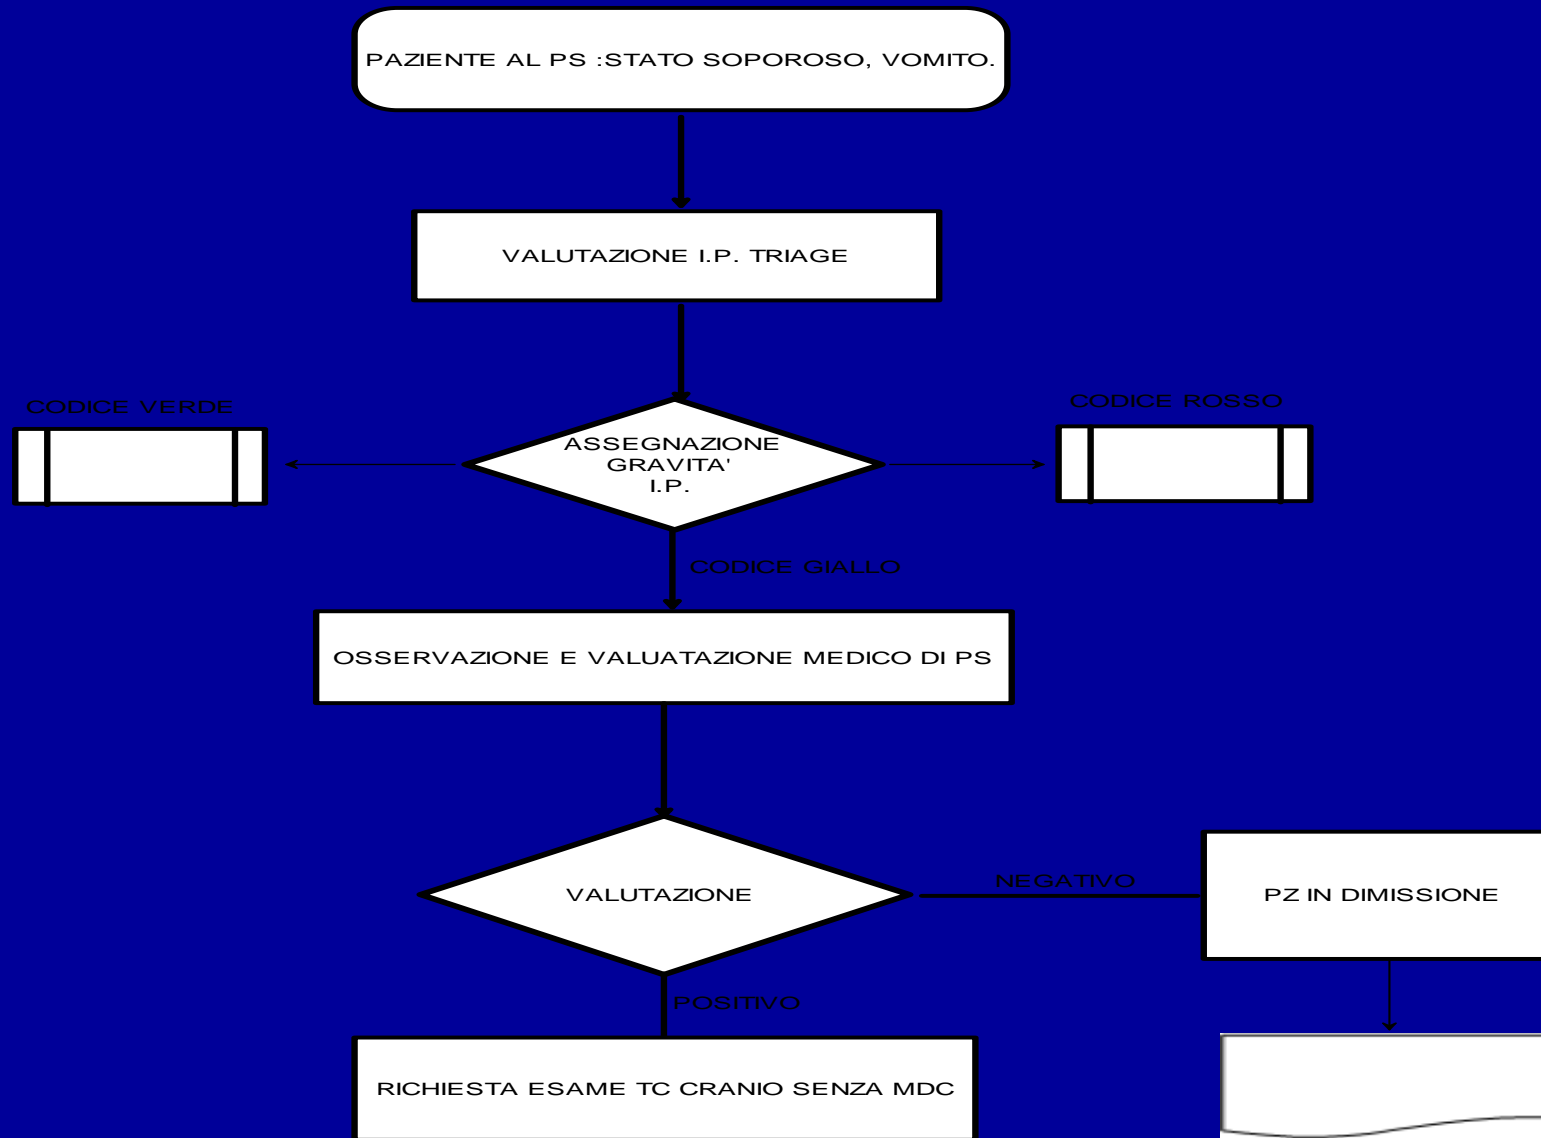 PAZIENTE AL PS :STATO SOPOROSO, VOMITO.
VALUTAZIONE I.P. TRIAGE
CODICE VERDE
CODICE ROSSO
ASSEGNAZIONE
GRAVITA'
I.P.
CODICE GIALLO
OSSERVAZIONE E VALUATAZIONE MEDICO DI PS
VALUTAZIONE
NEGATIVO
PZ IN DIMISSIONE
POSITIVO
RICHIESTA ESAME TC CRANIO SENZA MDC